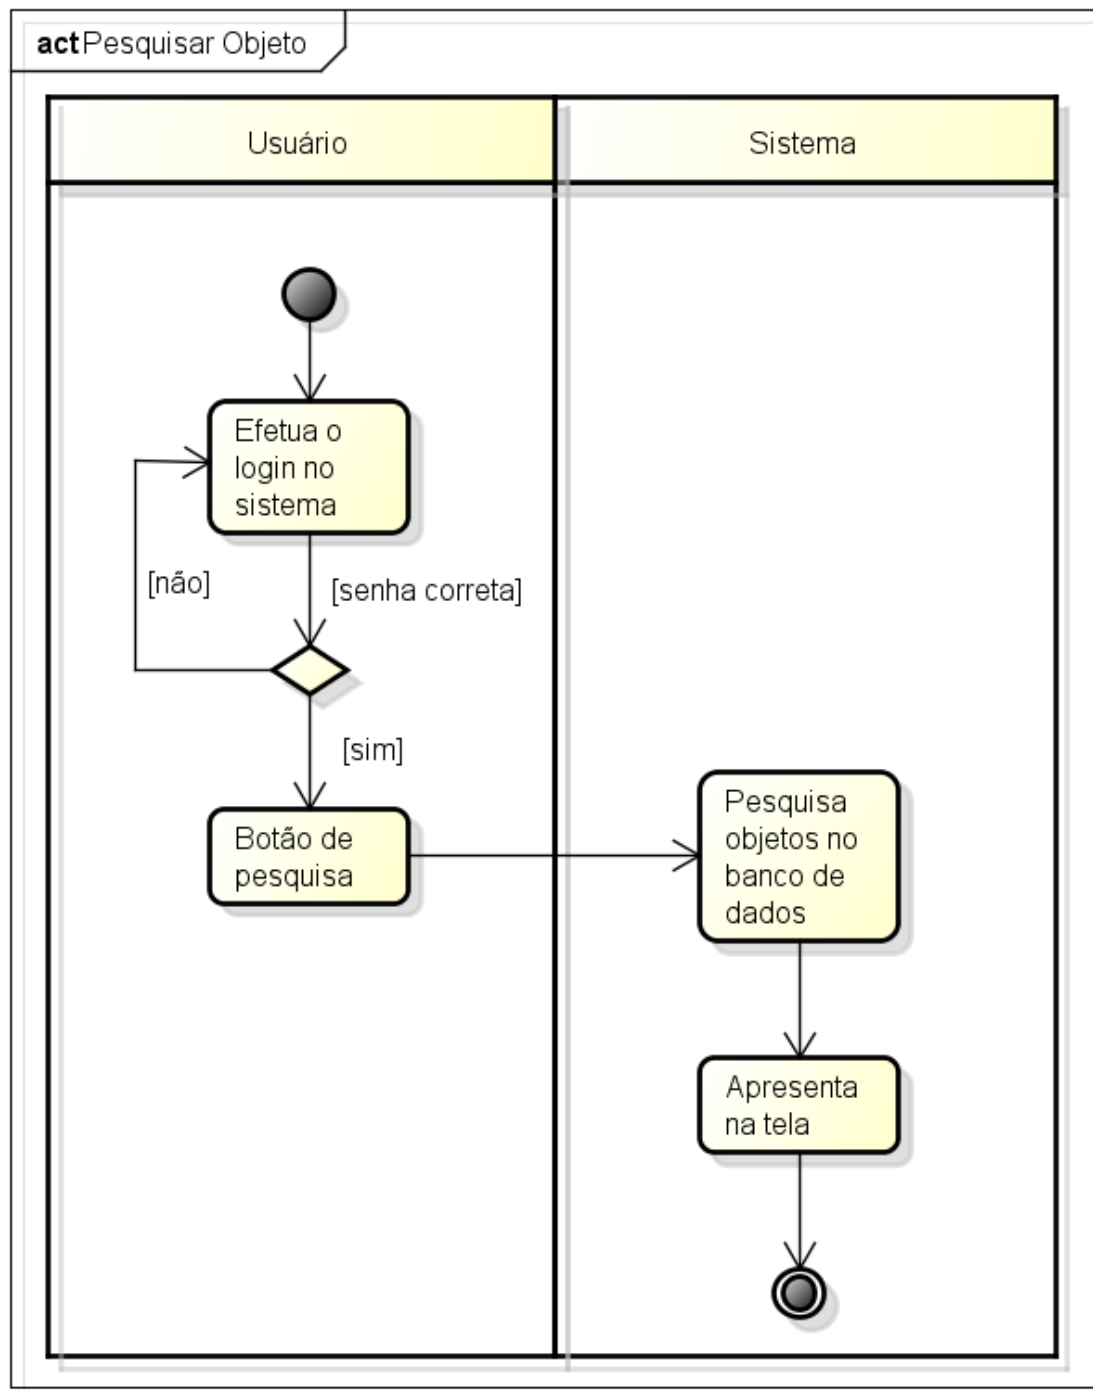 act Pesquisar Objeto
Usuário
Sistema
Efetua o
login no
sistema
[não]
[senha correta]
[sim]
Botão de
pesquisa
Pesquisa
objetos no
banco de
dados
Apresenta
na tela